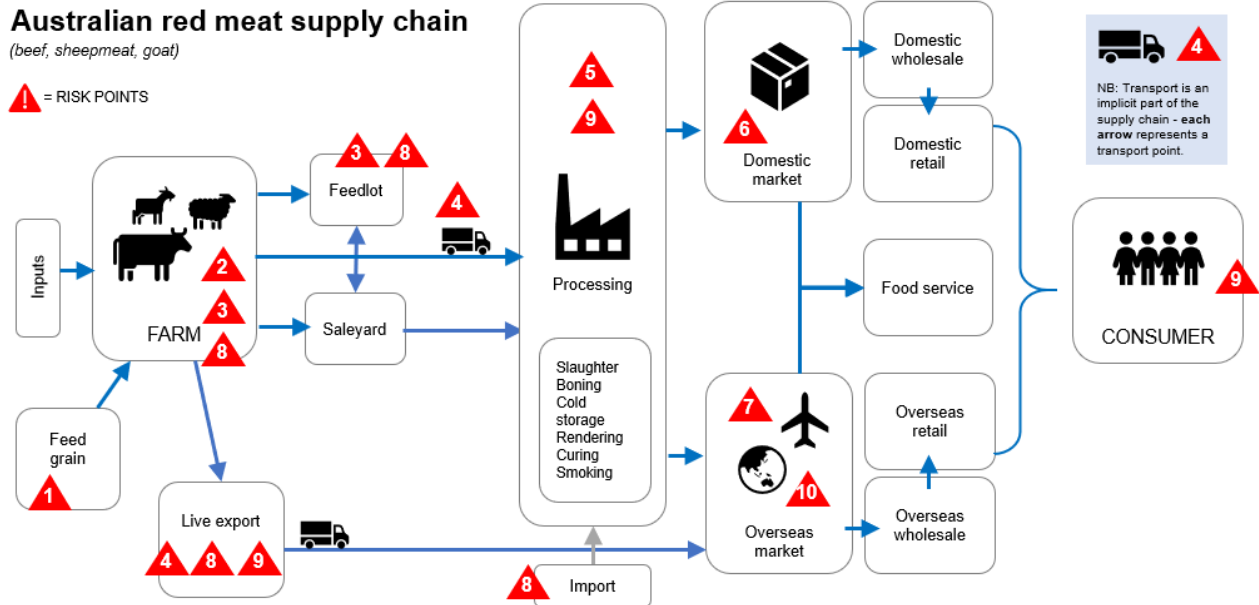 Australian red meat supply chain
(beef, sheepmeat, goat)
! = RISK POINTS
Inputs
FARM
2
3
8
Feed
grain
1
3 8
Feedlot
Saleyard
4
Live export
4 8 9
5
9
Processing
Slaughter
Boning
Cold
storage
Rendering
Curing
Smoking
8
Import
6
Domestic
market
7
10
Overseas
market
Domestic
wholesale
Domestic
retail
Food service
Overseas
retail
Overseas
wholesale
4
NB: Transport is an
implicit part of the
supply chain - each
arrow represents a
transport point.
9
CONSUMER